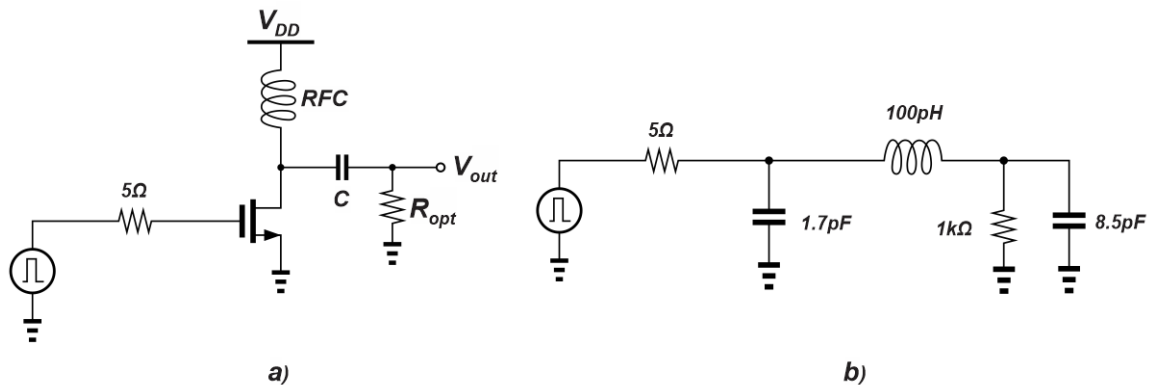 V_DD
RFC
5Ω
C
V_out
R_opt
a)
5Ω
100pH
1.7pF
1kΩ
8.5pF
b)